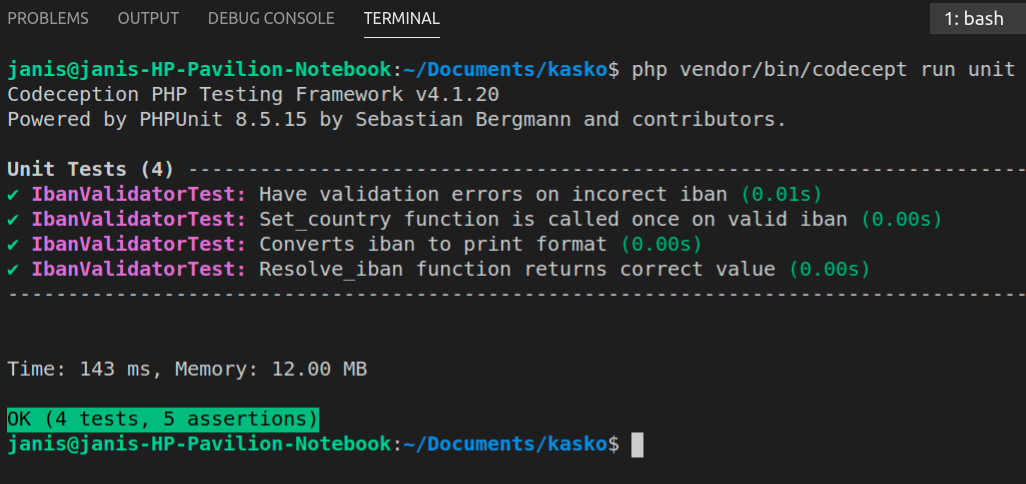 PROBLEMS OUTPUT DEBUG CONSOLE TERMINAL 1: bash
janis@janis-HP-Pavilion-Notebook:~/Documents/kasko$ php vendor/bin/codecept run unit
Codeception PHP Testing Framework v4.1.20
Powered by PHPUnit 8.5.15 by Sebastian Bergmann and contributors.
Unit Tests (4) ----------------------------------------------------------------------
✔ IbanValidatorTest: Have validation errors on incorect iban (0.01s)
✔ IbanValidatorTest: Set_country function is called once on valid iban (0.00s)
✔ IbanValidatorTest: Converts iban to print format (0.00s)
✔ IbanValidatorTest: Resolve_iban function returns correct value (0.00s)
-------------------------------------------------------------------------------------
Time: 143 ms, Memory: 12.00 MB
OK (4 tests, 5 assertions)
janis@janis-HP-Pavilion-Notebook:~/Documents/kasko$